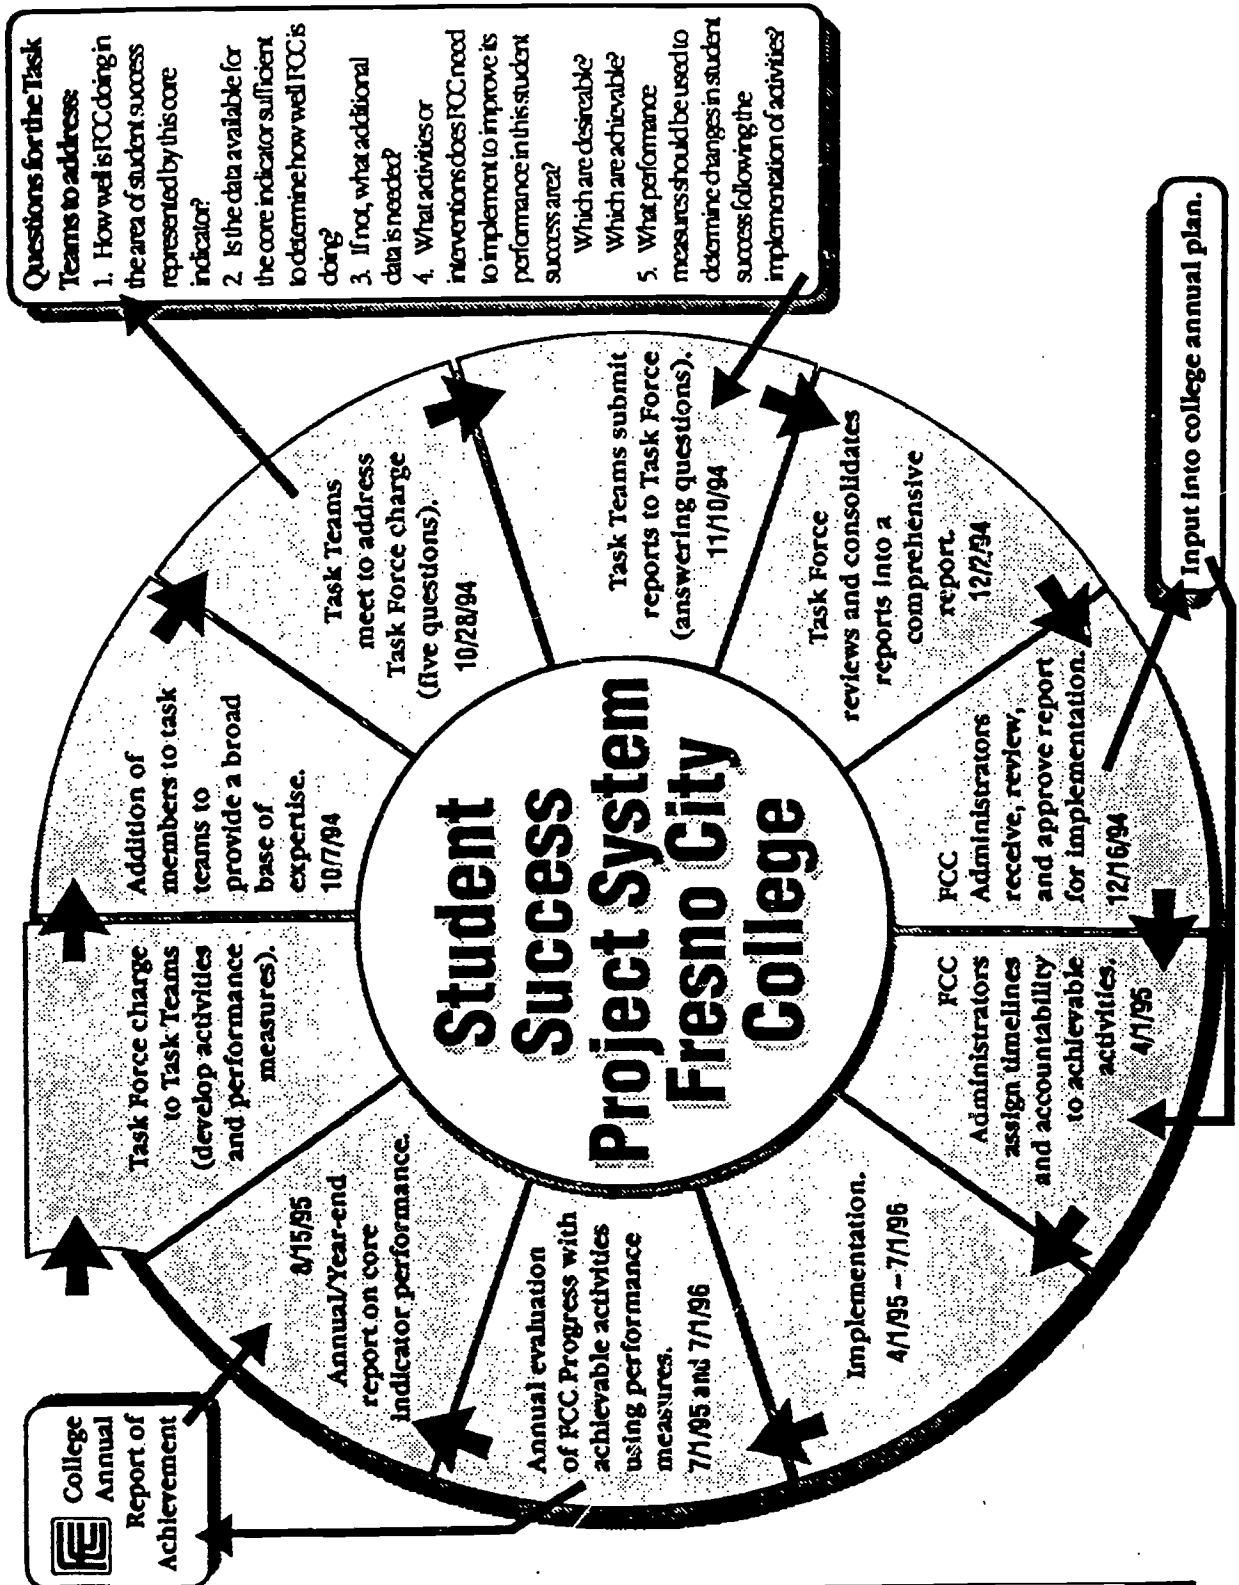 Student
Success
Project System
Fresno City
College
Task Force charge
to Task Teams
(develop activities
and performance
measures).
Addition of
members to task
teams to
provide a broad
base of
expertise.
10/7/94
Task Teams
meet to address
Task Force charge
(five questions).
10/28/94
Questions for the Task
Teams to address:
1. How well is FCC doing in
the area of student success
represented by this core
indicator?
2. Is the data available for
the core indicator sufficient
to determine how well FCC is
doing?
3. If not, what additional
data is needed?
4. What activities or
interventions does FCC need
to implement to improve its
performance in this student
success area?
Which are desireable?
Which are achievable?
5. What performance
measures should be used to
determine changes in student
success following the
implementation of activities?
Task Teams submit
reports to Task Force
(answering questions).
11/10/94
Task Force
reviews and consolidates
reports into a
comprehensive
report.
12/2/94
FCC
Administrators
receive, review,
and approve report
for implementation.
12/16/94
Input into college annual plan.
FCC
Administrators
assign timelines
and accountability
to achievable
activities.
4/1/95
Implementation.
4/1/95 – 7/1/96
Annual evaluation
of FCC Progress with
achievable activities
using performance
measures.
7/1/95 and 7/1/96
FCC
College
Annual
Report of
Achievement
8/15/95
Annual/Year-end
report on core
indicator performance.